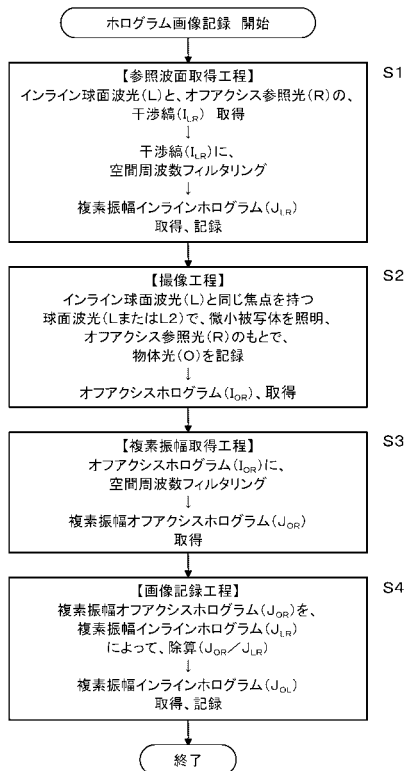 ホログラム画像記録 開始
S1
【参照波面取得工程】
インライン球面波光(L)と、オフアクシス参照光(R)の、
干渉縞(I_LR) 取得
↓
干渉縞(I_LR)に、
空間周波数フィルタリング
↓
複素振幅インラインホログラム(J_LR)
取得、記録
S2
【撮像工程】
インライン球面波光(L)と同じ焦点を持つ
球面波光(LまたはL2)で、微小被写体を照明、
オフアクシス参照光(R)のもとで、
物体光(O)を記録
↓
オフアクシスホログラム(I_OR)、取得
S3
【複素振幅取得工程】
オフアクシスホログラム(I_OR)に、
空間周波数フィルタリング
↓
複素振幅オフアクシスホログラム(J_OR)
取得
S4
【画像記録工程】
複素振幅オフアクシスホログラム(J_OR)を、
複素振幅インラインホログラム(J_LR)
によって、除算(J_OR／J_LR)
↓
複素振幅インラインホログラム(J_OL)
取得、記録
終了